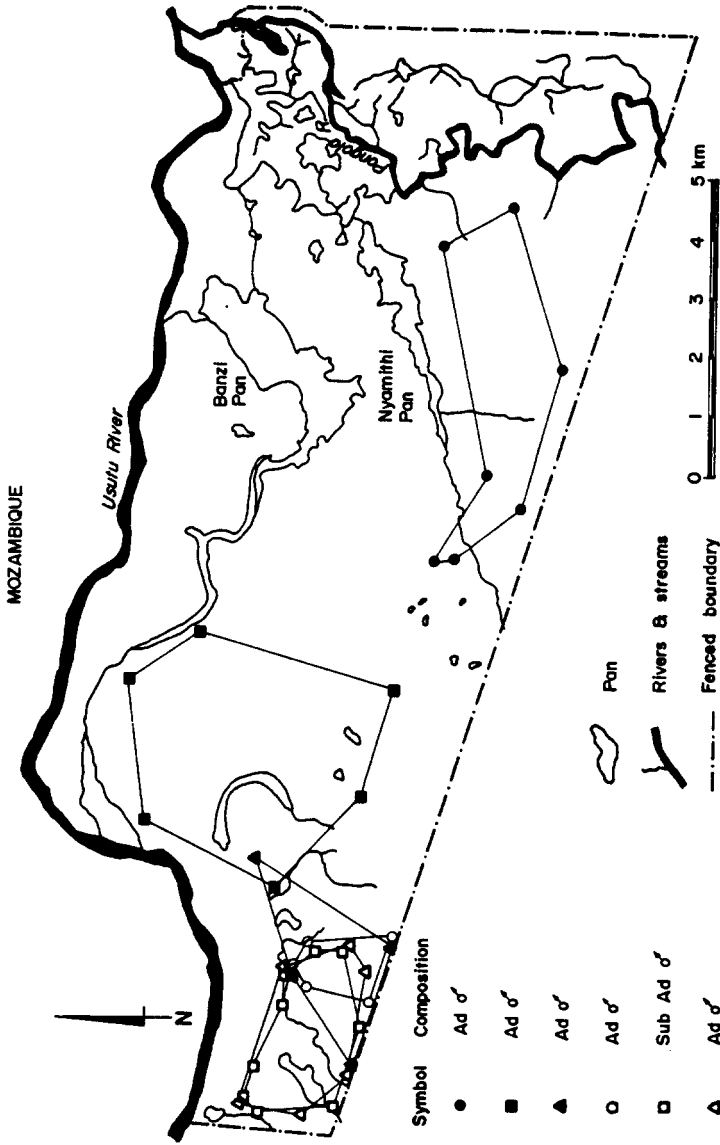 MOZAMBIQUE
Usutu River
Banzi
Pan
Nyamithi
Pan
Pongolo R.
N
Symbol Composition
● Ad ♂
■ Ad ♂
▲ Ad ♂
○ Ad ♂
□ Sub Ad ♂
△ Ad ♂
Pan
Rivers & streams
Fenced boundary
0 1 2 3 4 5 km